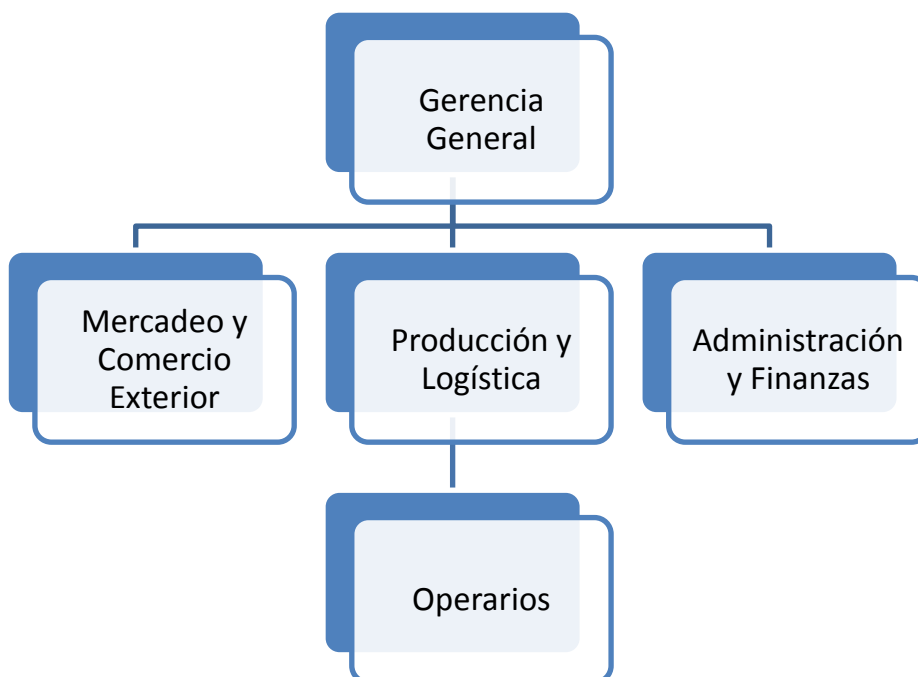 Gerencia
General
Mercadeo y
Comercio
Exterior
Producción y
Logística
Administración
y Finanzas
Operarios